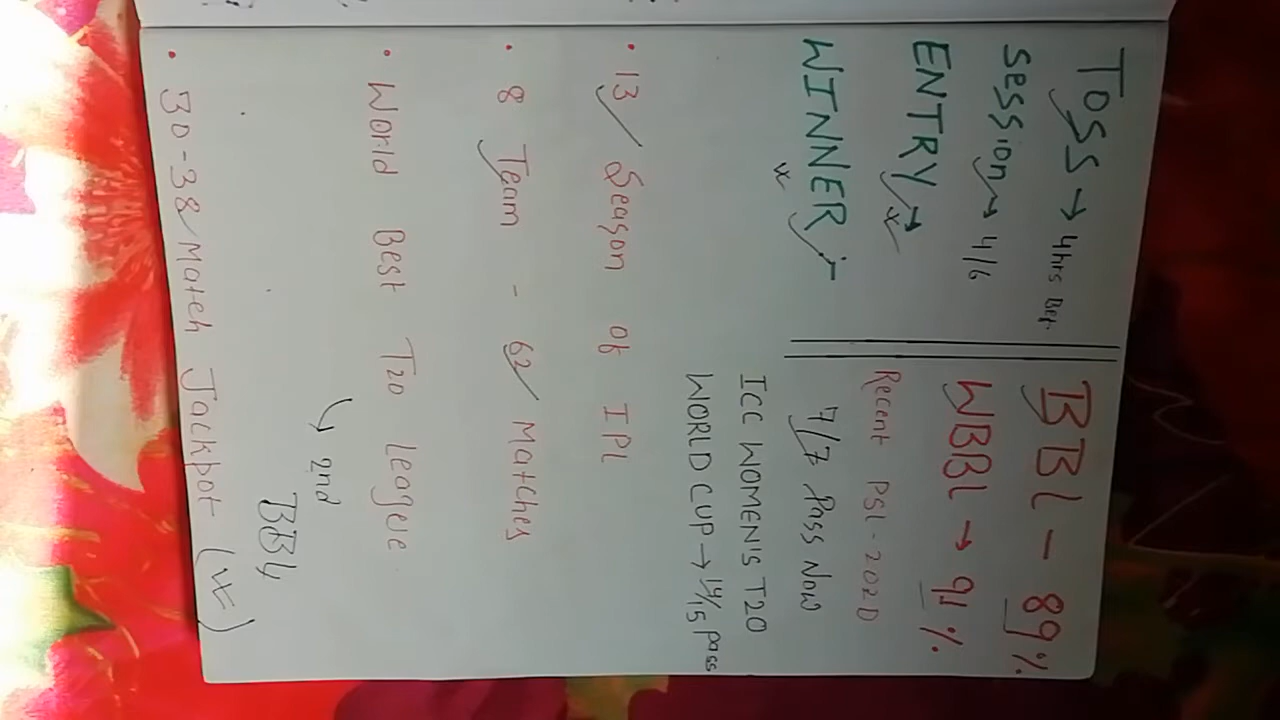 TOSS → 4hrs Bef.
Session → 4/6
ENTRY →
WINNER :-
BBL - 89%
WBBL → 91%
Recent PSL-2020
7/7 Pass Now
ICC WOMEN'S T20
WORLD CUP → 14/15 pass
• 13 Season of IPL
• 8 Team - 62 Matches
• World Best T20 League
↳ 2nd
BBL
• 30-38 Match Jackpot